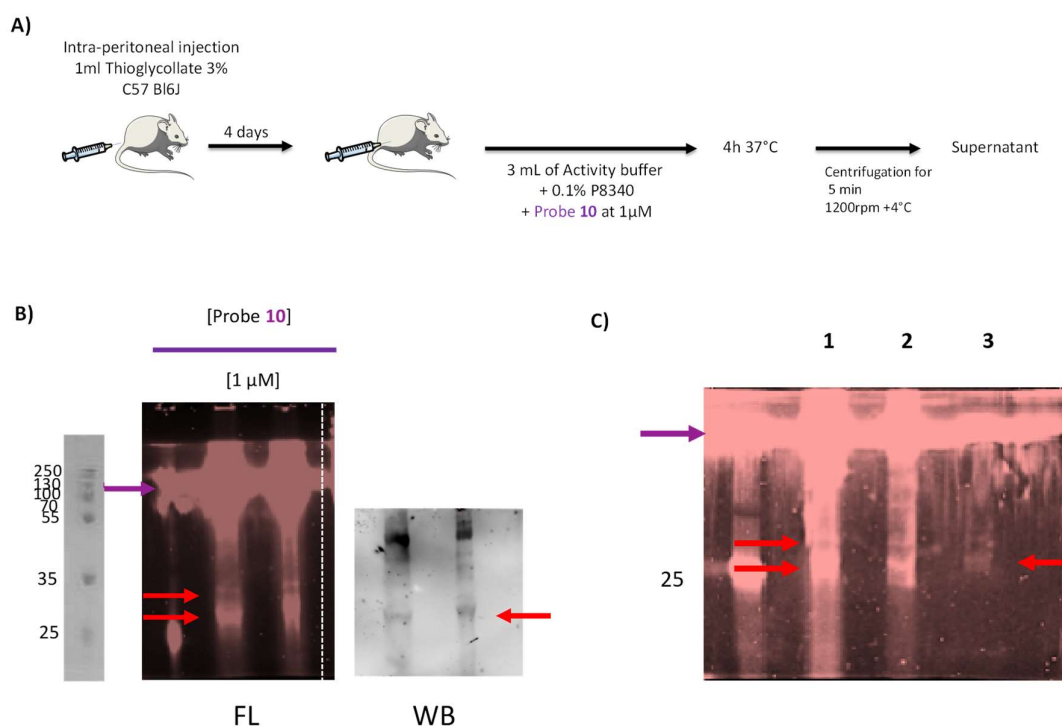 A)
Intra-peritoneal injection
1ml Thioglycollate 3%
C57 Bl6J
4 days
3 mL of Activity buffer
+ 0.1% P8340
+ Probe 10 at 1µM
4h 37°C
Centrifugation for
5 min
1200rpm +4°C
Supernatant
B)
[Probe 10]
[1 µM]
250
130
100
70
55
35
25
FL
WB
C)
1 2 3
25